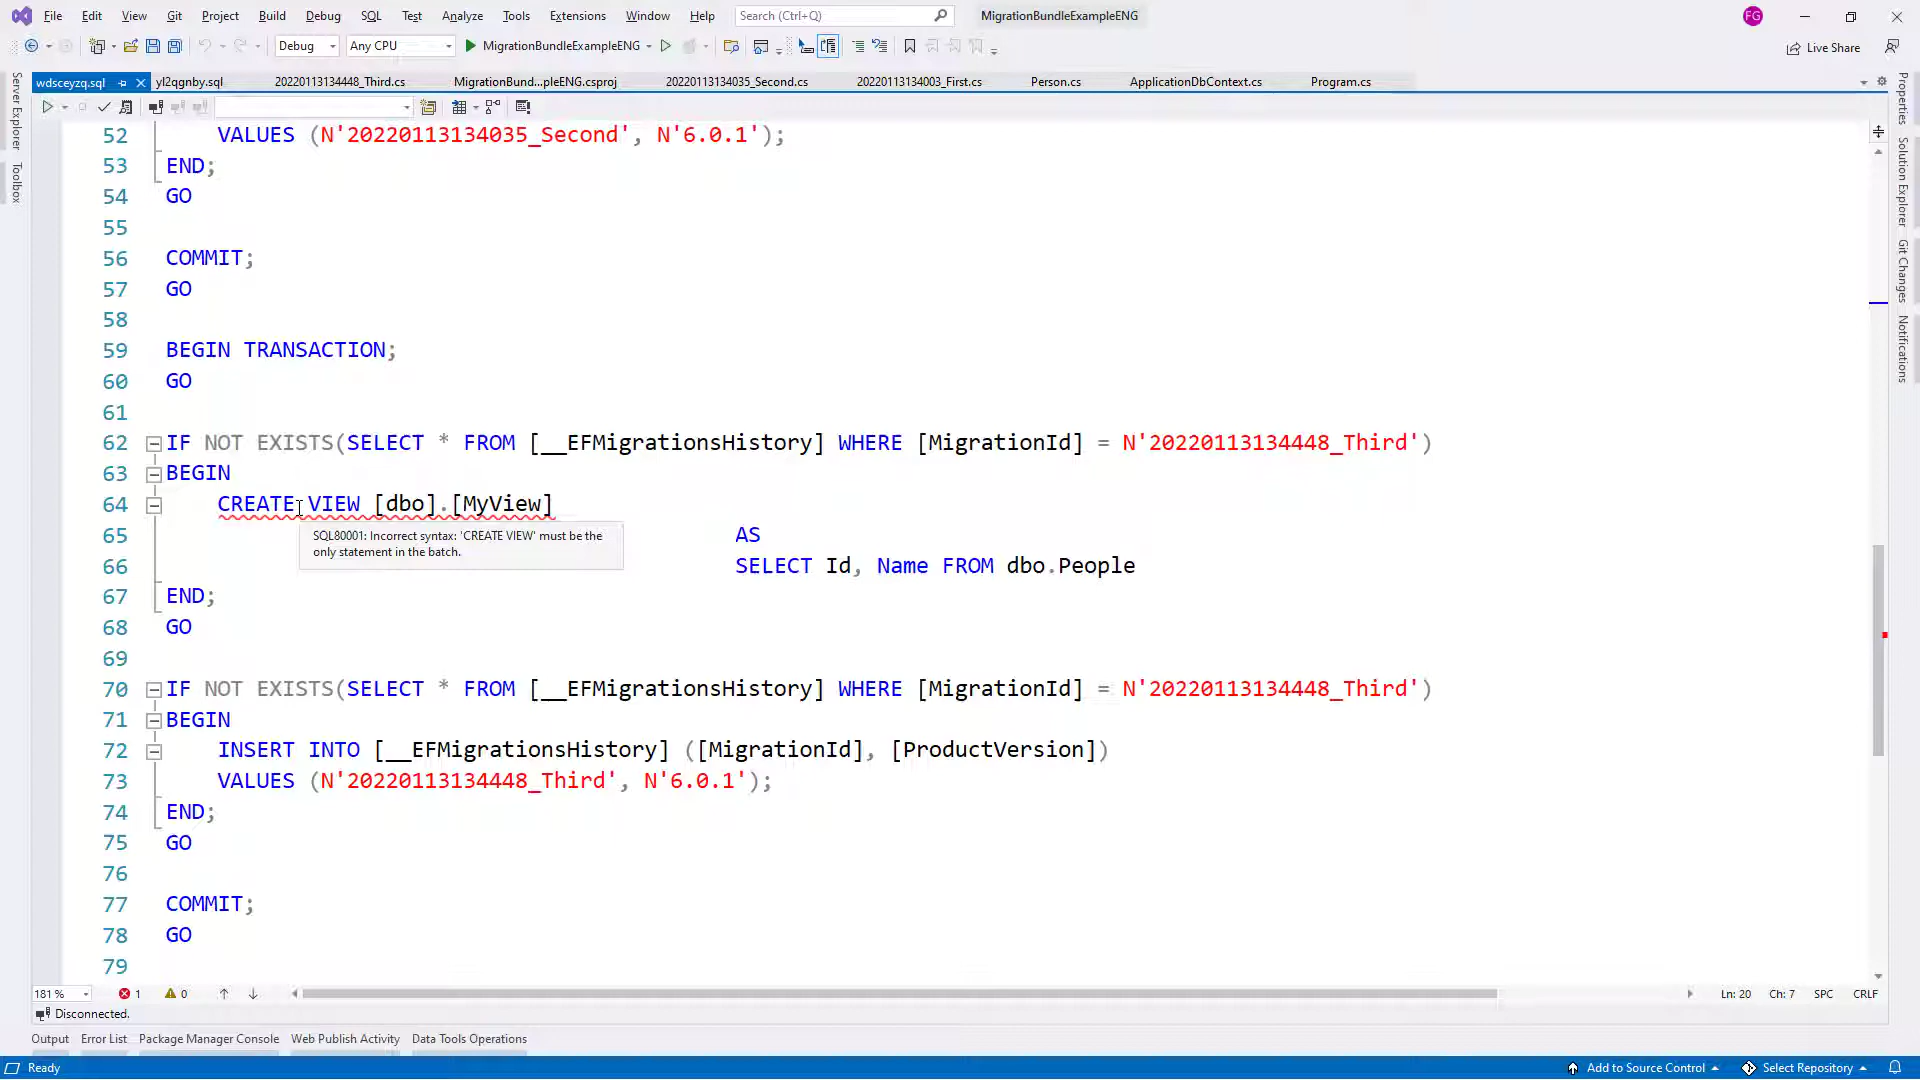 File Edit View Git Project Build Debug SQL Test Analyze Tools Extensions Window Help Search (Ctrl+Q) MigrationBundleExampleENG FG
Debug Any CPU MigrationBundleExampleENG Live Share
wdsceyzq.sql yl2qgnby.sql 20220113134448_Third.cs MigrationBund...pleENG.csproj 20220113134035_Second.cs 20220113134003_First.cs Person.cs ApplicationDbContext.cs Program.cs
Server Explorer
Toolbox
Properties
Solution Explorer
Git Changes
Notifications
52 VALUES (N'20220113134035_Second', N'6.0.1');
53 END;
54 GO
55
56 COMMIT;
57 GO
58
59 BEGIN TRANSACTION;
60 GO
61
62 IF NOT EXISTS(SELECT * FROM [__EFMigrationsHistory] WHERE [MigrationId] = N'20220113134448_Third')
63 BEGIN
64 CREATE VIEW [dbo].[MyView]
SQL80001: Incorrect syntax: 'CREATE VIEW' must be the
only statement in the batch.
65 AS
66 SELECT Id, Name FROM dbo.People
67 END;
68 GO
69
70 IF NOT EXISTS(SELECT * FROM [__EFMigrationsHistory] WHERE [MigrationId] = N'20220113134448_Third')
71 BEGIN
72 INSERT INTO [__EFMigrationsHistory] ([MigrationId], [ProductVersion])
73 VALUES (N'20220113134448_Third', N'6.0.1');
74 END;
75 GO
76
77 COMMIT;
78 GO
79
181 % 1 0 Ln: 20 Ch: 7 SPC CRLF
Disconnected.
Output Error List Package Manager Console Web Publish Activity Data Tools Operations
Ready Add to Source Control Select Repository